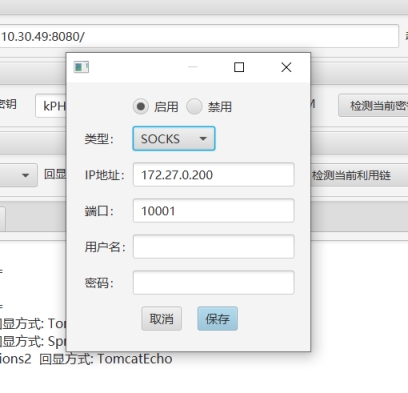 10.30.49:8080/
密钥 kPH
检测当前密
启用 禁用
类型: SOCKS
回显
检测当前利用链
IP地址: 172.27.0.200
端口: 10001
用户名:
密码:
取消 保存
回显方式: Tom
回显方式: Spr
ions2 回显方式: TomcatEcho